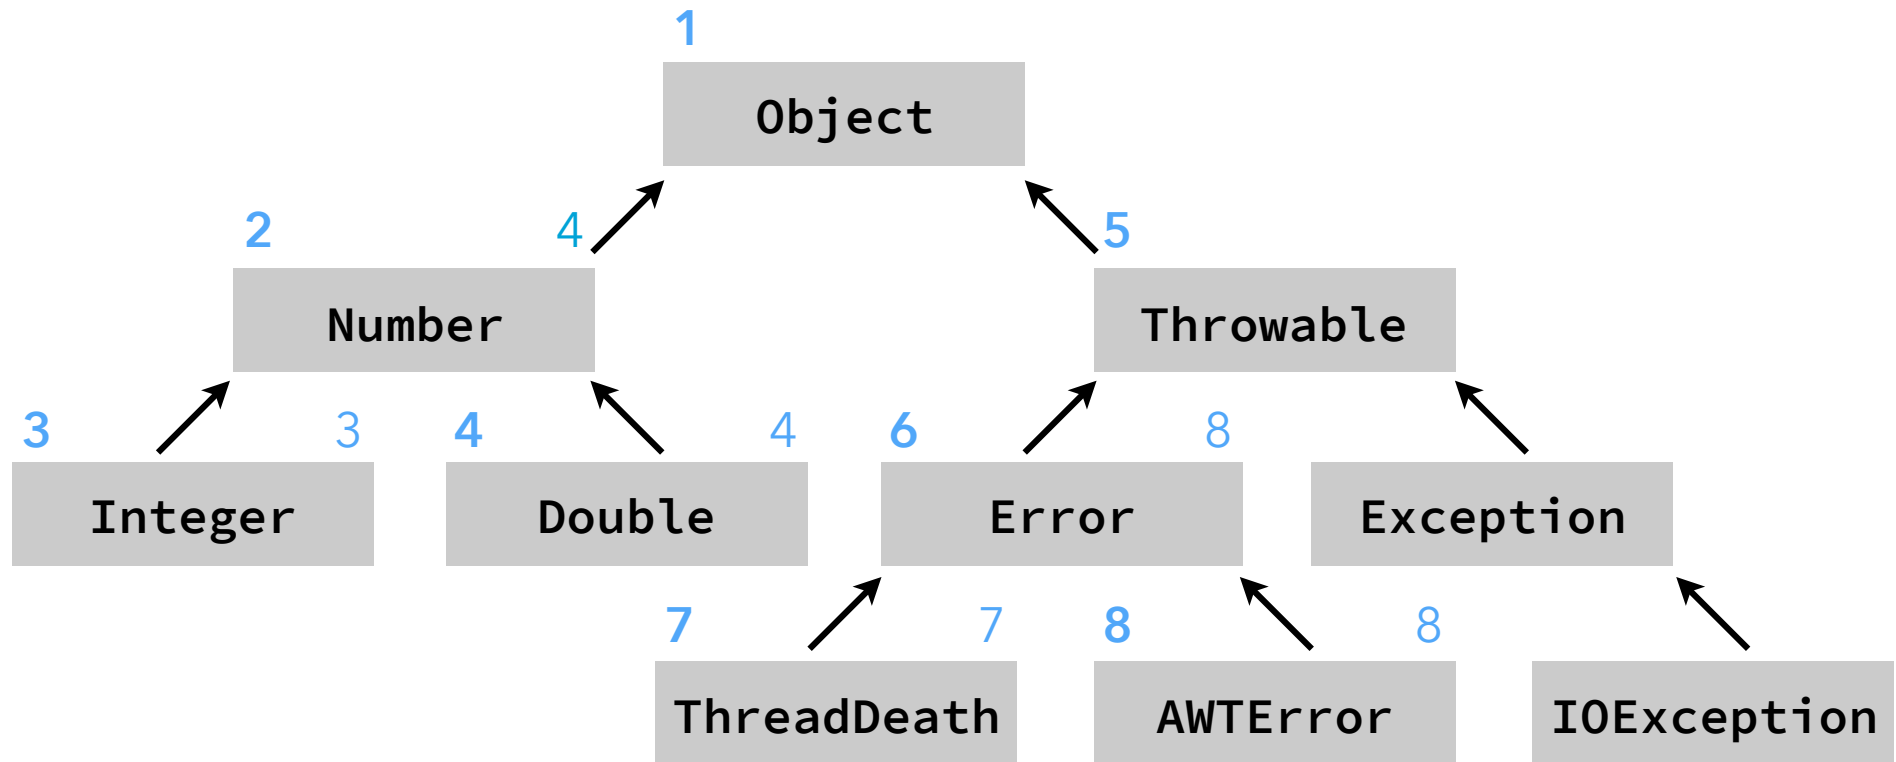 1
Object
2 4 5
Number Throwable
3 3 4 4 6 8
Integer Double Error Exception
7 7 8 8
ThreadDeath AWTError IOException